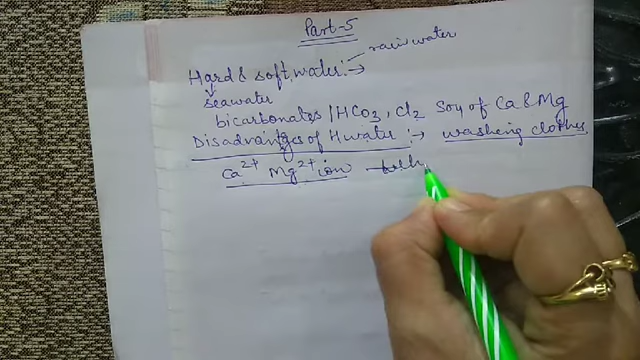 Part-5
rain water
Hard & soft water:→
seawater
bicarbonates /HCO3, Cl2 SO4 of Ca & Mg
Disadvantges of H water :→ washing clothes.
Ca2+ Mg2+ ion